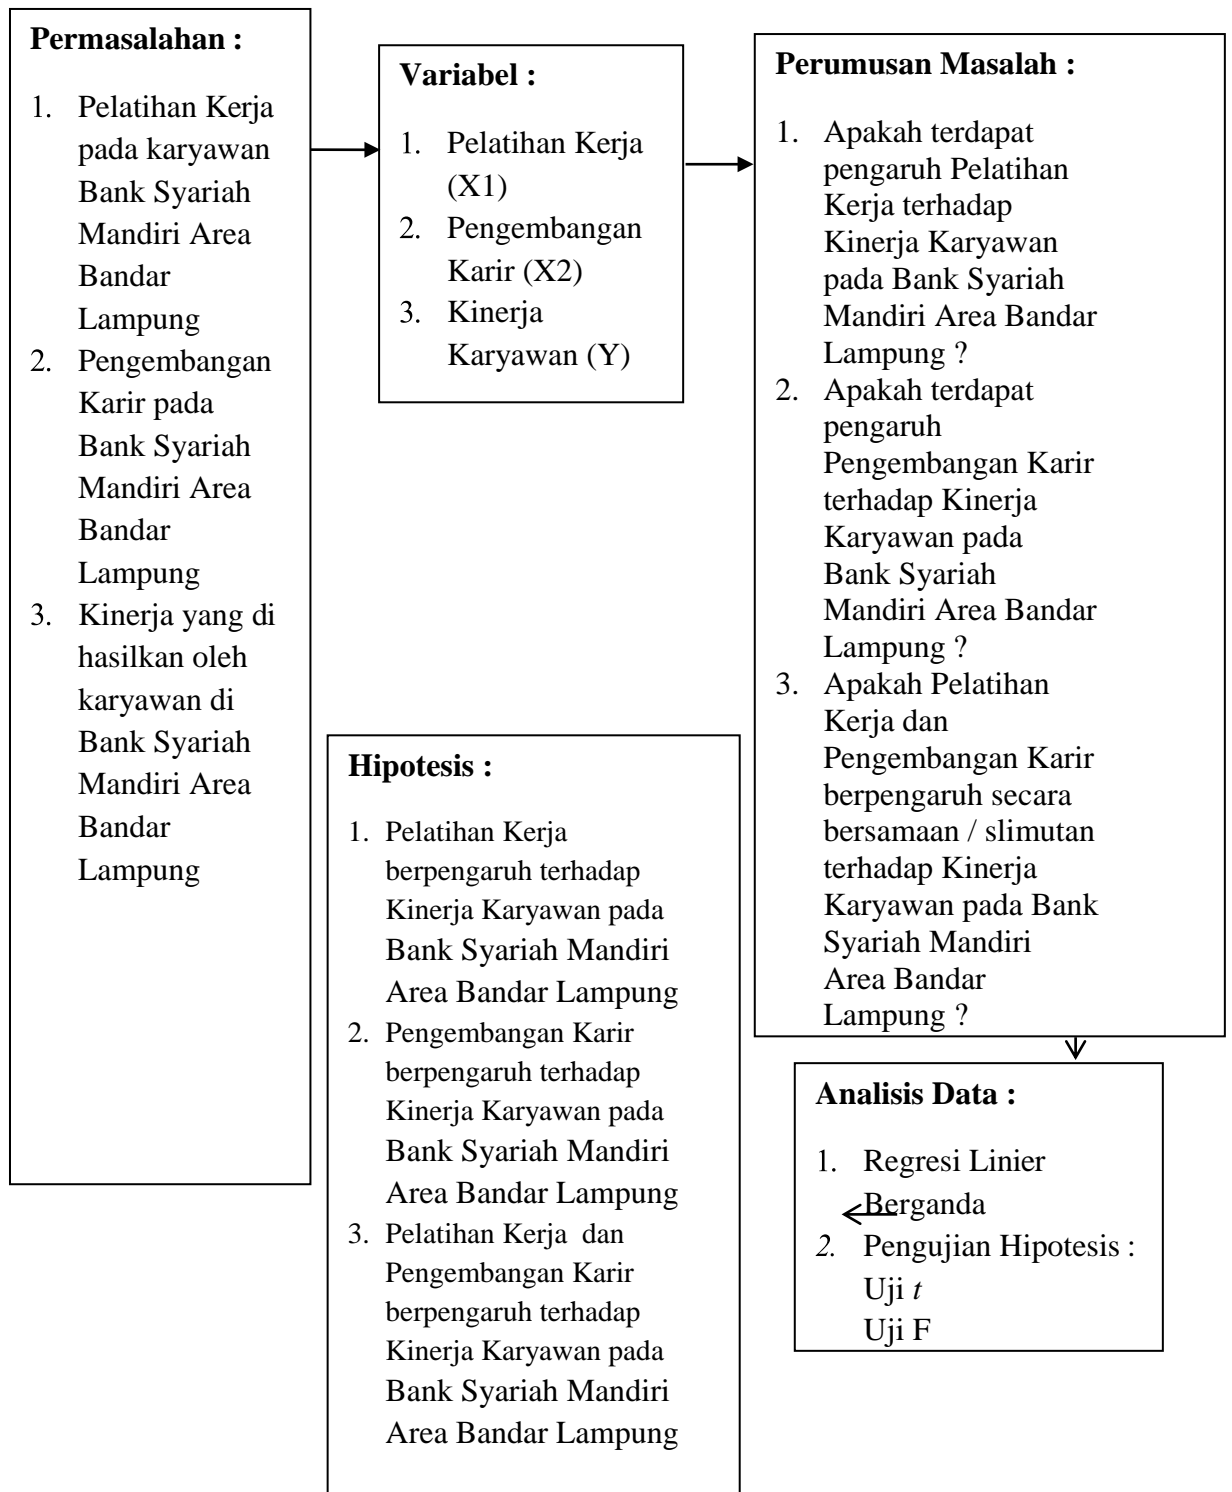 Permasalahan :
1. Pelatihan Kerja
pada karyawan
Bank Syariah
Mandiri Area
Bandar
Lampung
2. Pengembangan
Karir pada
Bank Syariah
Mandiri Area
Bandar
Lampung
3. Kinerja yang di
hasilkan oleh
karyawan di
Bank Syariah
Mandiri Area
Bandar
Lampung
Variabel :
1. Pelatihan Kerja
(X1)
2. Pengembangan
Karir (X2)
3. Kinerja
Karyawan (Y)
Perumusan Masalah :
1. Apakah terdapat
pengaruh Pelatihan
Kerja terhadap
Kinerja Karyawan
pada Bank Syariah
Mandiri Area Bandar
Lampung ?
2. Apakah terdapat
pengaruh
Pengembangan Karir
terhadap Kinerja
Karyawan pada
Bank Syariah
Mandiri Area Bandar
Lampung ?
3. Apakah Pelatihan
Kerja dan
Pengembangan Karir
berpengaruh secara
bersamaan / slimutan
terhadap Kinerja
Karyawan pada Bank
Syariah Mandiri
Area Bandar
Lampung ?
Analisis Data :
1. Regresi Linier
Berganda
2. Pengujian Hipotesis :
Uji t
Uji F
Hipotesis :
1. Pelatihan Kerja
berpengaruh terhadap
Kinerja Karyawan pada
Bank Syariah Mandiri
Area Bandar Lampung
2. Pengembangan Karir
berpengaruh terhadap
Kinerja Karyawan pada
Bank Syariah Mandiri
Area Bandar Lampung
3. Pelatihan Kerja dan
Pengembangan Karir
berpengaruh terhadap
Kinerja Karyawan pada
Bank Syariah Mandiri
Area Bandar Lampung